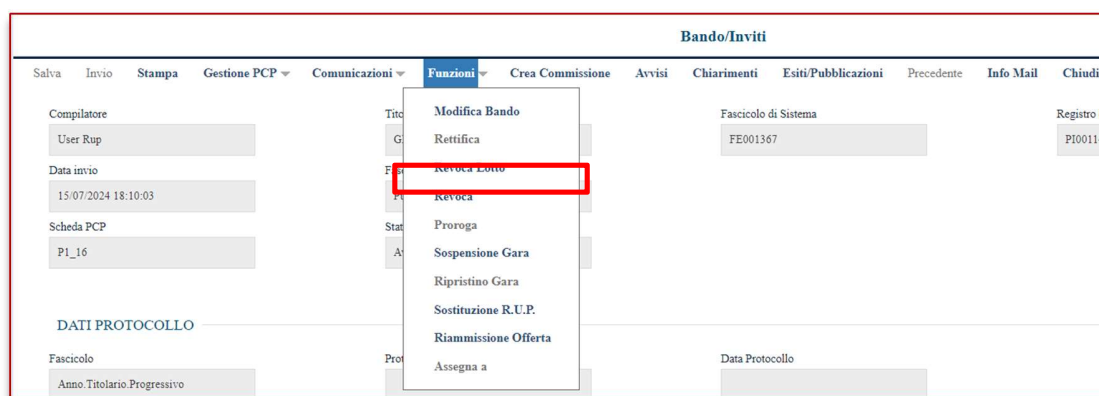 Bando/Inviti
Salva Invio Stampa Gestione PCP Comunicazioni Funzioni Crea Commissione Avvisi Chiarimenti Esiti/Pubblicazioni Precedente Info Mail Chiudi
Compilatore
User Rup
Data invio
15/07/2024 18:10:03
Scheda PCP
P1_16
Modifica Bando
Rettifica
Revoca Lotto
Revoca
Proroga
Sospensione Gara
Ripristino Gara
Sostituzione R.U.P.
Riammissione Offerta
Assegna a
Fascicolo di Sistema
FE001367
Registro
DATI PROTOCOLLO
Fascicolo
Anno.Titolario.Progressivo
Data Protocollo